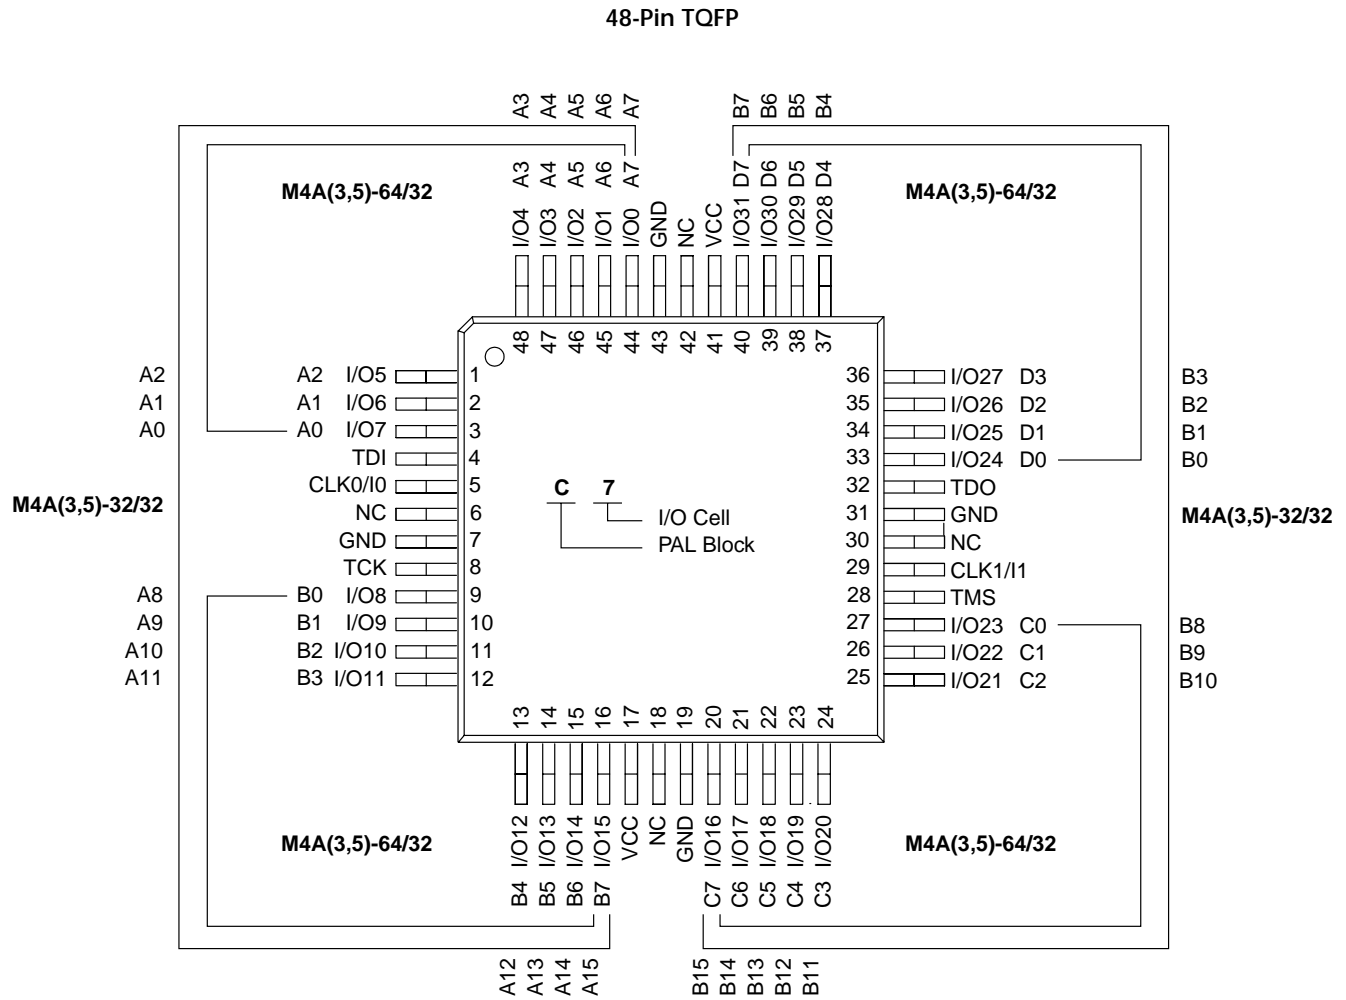 48-Pin TQFP
A3 A4 A5 A6 A7 B7 B6 B5 B4
M4A(3,5)-64/32 A3 A4 A5 A6 A7 D7 D6 D5 D4 M4A(3,5)-64/32
I/O4 I/O3 I/O2 I/O1 I/O0 GND NC VCC I/O31 I/O30 I/O29 I/O28
48 47 46 45 44 43 42 41 40 39 38 37
A2 A2 I/O5 1 36 I/O27 D3 B3
A1 A1 I/O6 2 35 I/O26 D2 B2
A0 A0 I/O7 3 34 I/O25 D1 B1
TDI 4 33 I/O24 D0 B0
CLK0/I0 5 C 7 32 TDO
M4A(3,5)-32/32 NC 6 I/O Cell 31 GND M4A(3,5)-32/32
GND 7 PAL Block 30 NC
TCK 8 29 CLK1/I1
A8 B0 I/O8 9 28 TMS
A9 B1 I/O9 10 27 I/O23 C0 B8
A10 B2 I/O10 11 26 I/O22 C1 B9
A11 B3 I/O11 12 25 I/O21 C2 B10
13 14 15 16 17 18 19 20 21 22 23 24
I/O12 I/O13 I/O14 I/O15 VCC NC GND I/O16 I/O17 I/O18 I/O19 I/O20
M4A(3,5)-64/32 B4 B5 B6 B7 C7 C6 C5 C4 C3 M4A(3,5)-64/32
A12 A13 A14 A15 B15 B14 B13 B12 B11